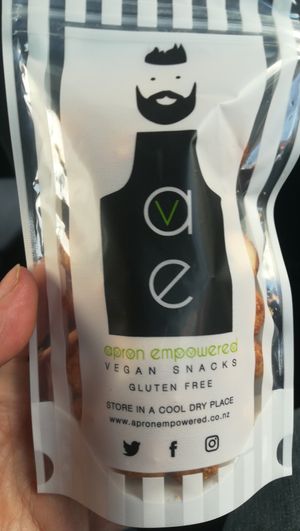 a
v
e
apron empowered
VEGAN SNACKS
GLUTEN FREE
STORE IN A COOL DRY PLACE
www.apronempowered.co.nz